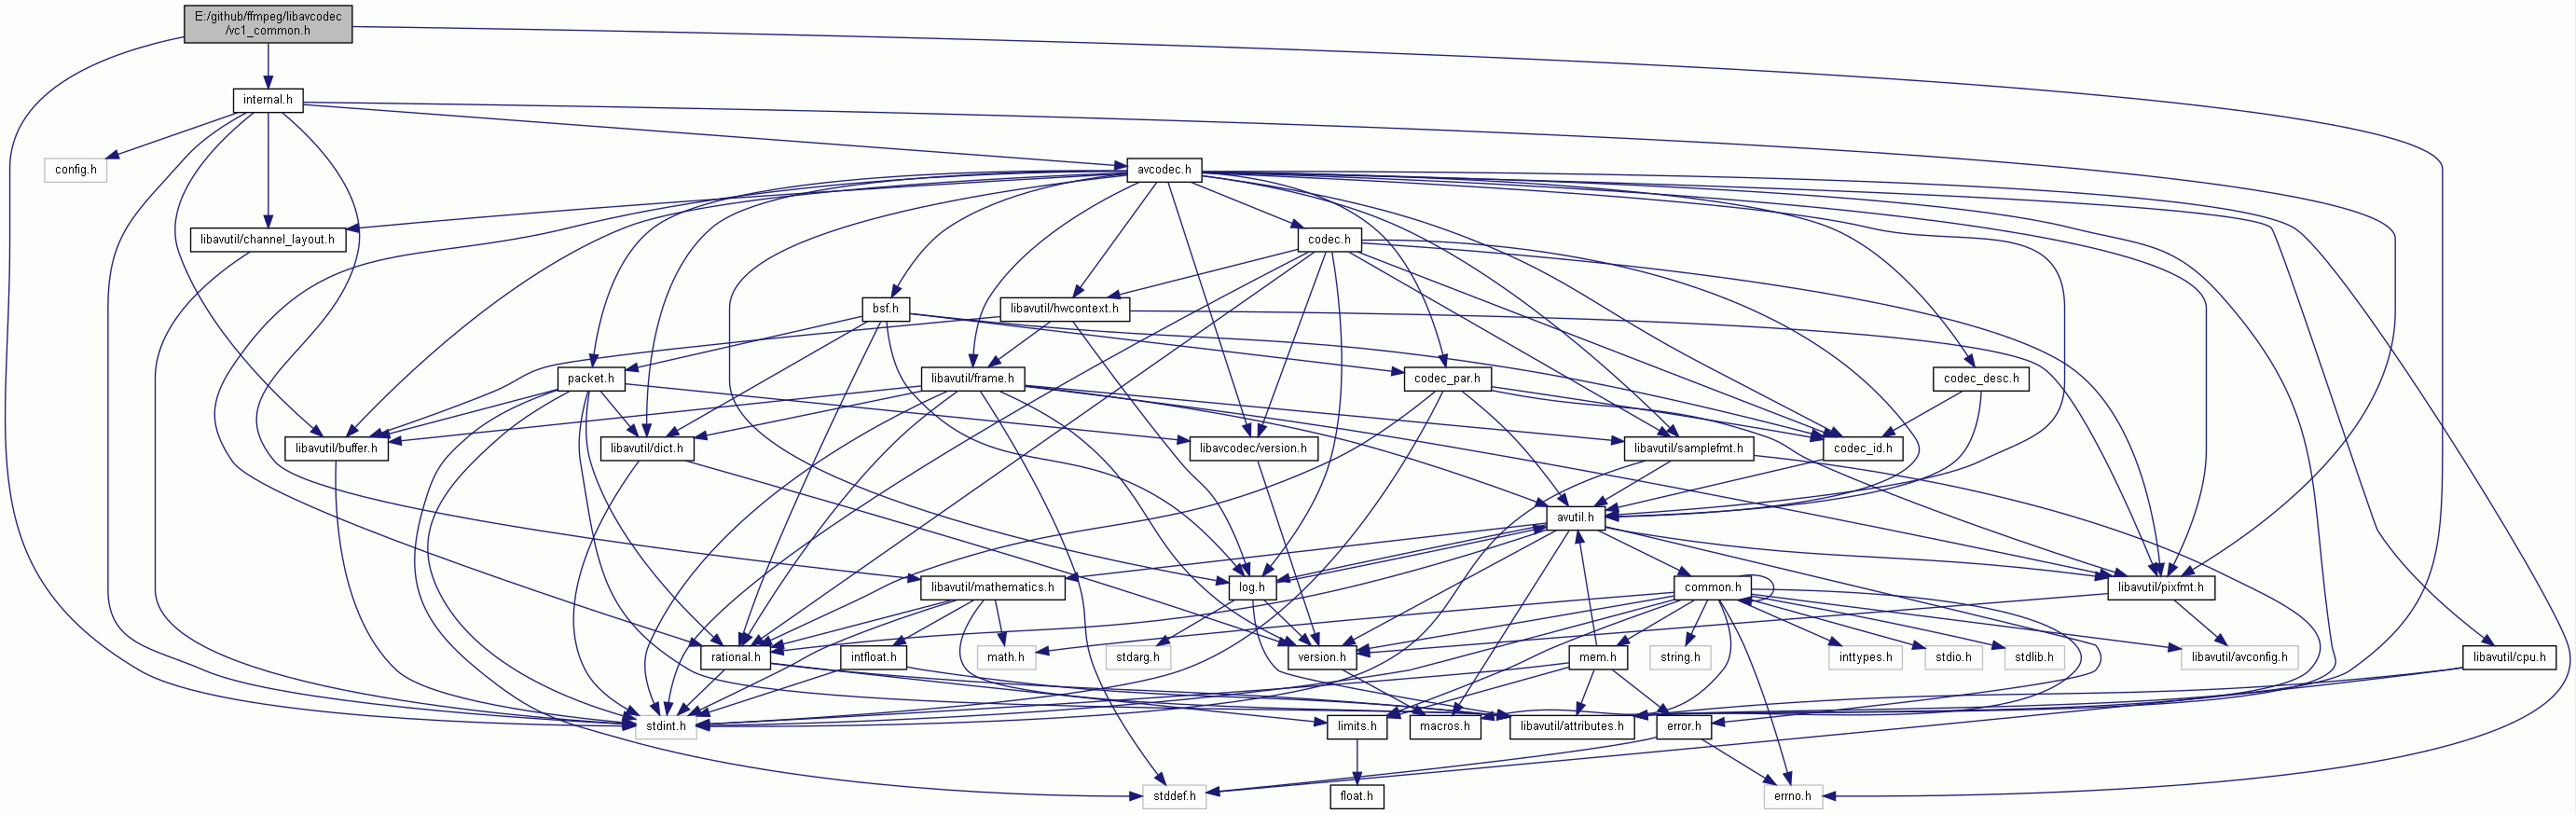 E:/github/ffmpeg/libavcodec
/vc1_common.h
internal.h
config.h
avcodec.h
libavutil/channel_layout.h
codec.h
bsf.h
libavutil/hwcontext.h
packet.h
libavutil/frame.h
codec_par.h
codec_desc.h
libavutil/buffer.h
libavutil/dict.h
libavcodec/version.h
libavutil/samplefmt.h
codec_id.h
avutil.h
libavutil/mathematics.h
log.h
common.h
libavutil/pixfmt.h
rational.h
intfloat.h
math.h
stdarg.h
version.h
mem.h
string.h
inttypes.h
stdio.h
stdlib.h
libavutil/avconfig.h
libavutil/cpu.h
stdint.h
limits.h
macros.h
libavutil/attributes.h
error.h
stddef.h
float.h
errno.h